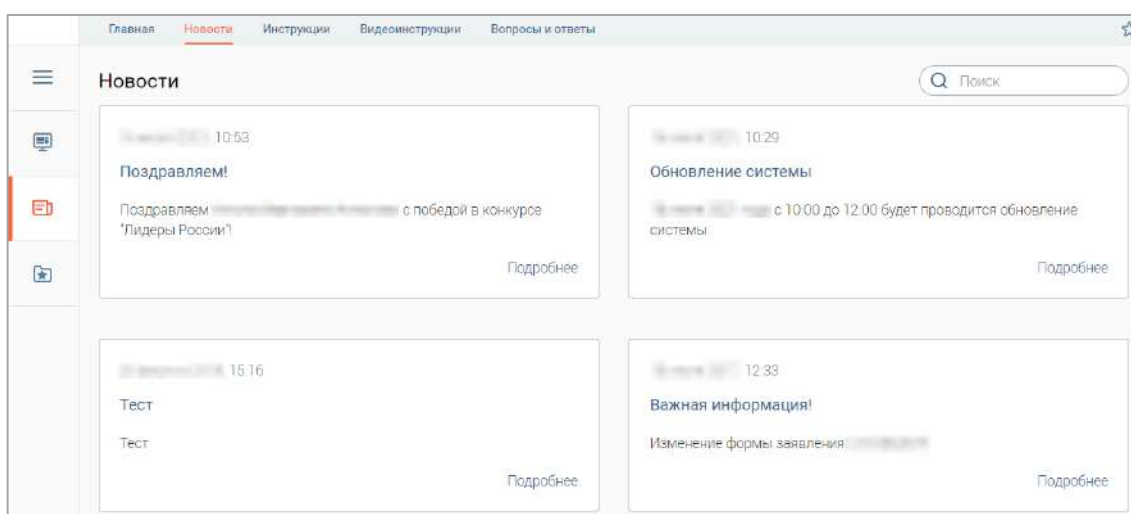 Главная Новости Инструкции Видеоинструкции Вопросы и ответы
Новости
Поиск
10:53
Поздравляем!
Поздравляем с победой в конкурсе
"Лидеры России"!
Подробнее
10:29
Обновление системы
с 10:00 до 12:00 будет проводится обновление
системы.
Подробнее
15:16
Тест
Тест
Подробнее
12:33
Важная информация!
Изменение формы заявления
Подробнее